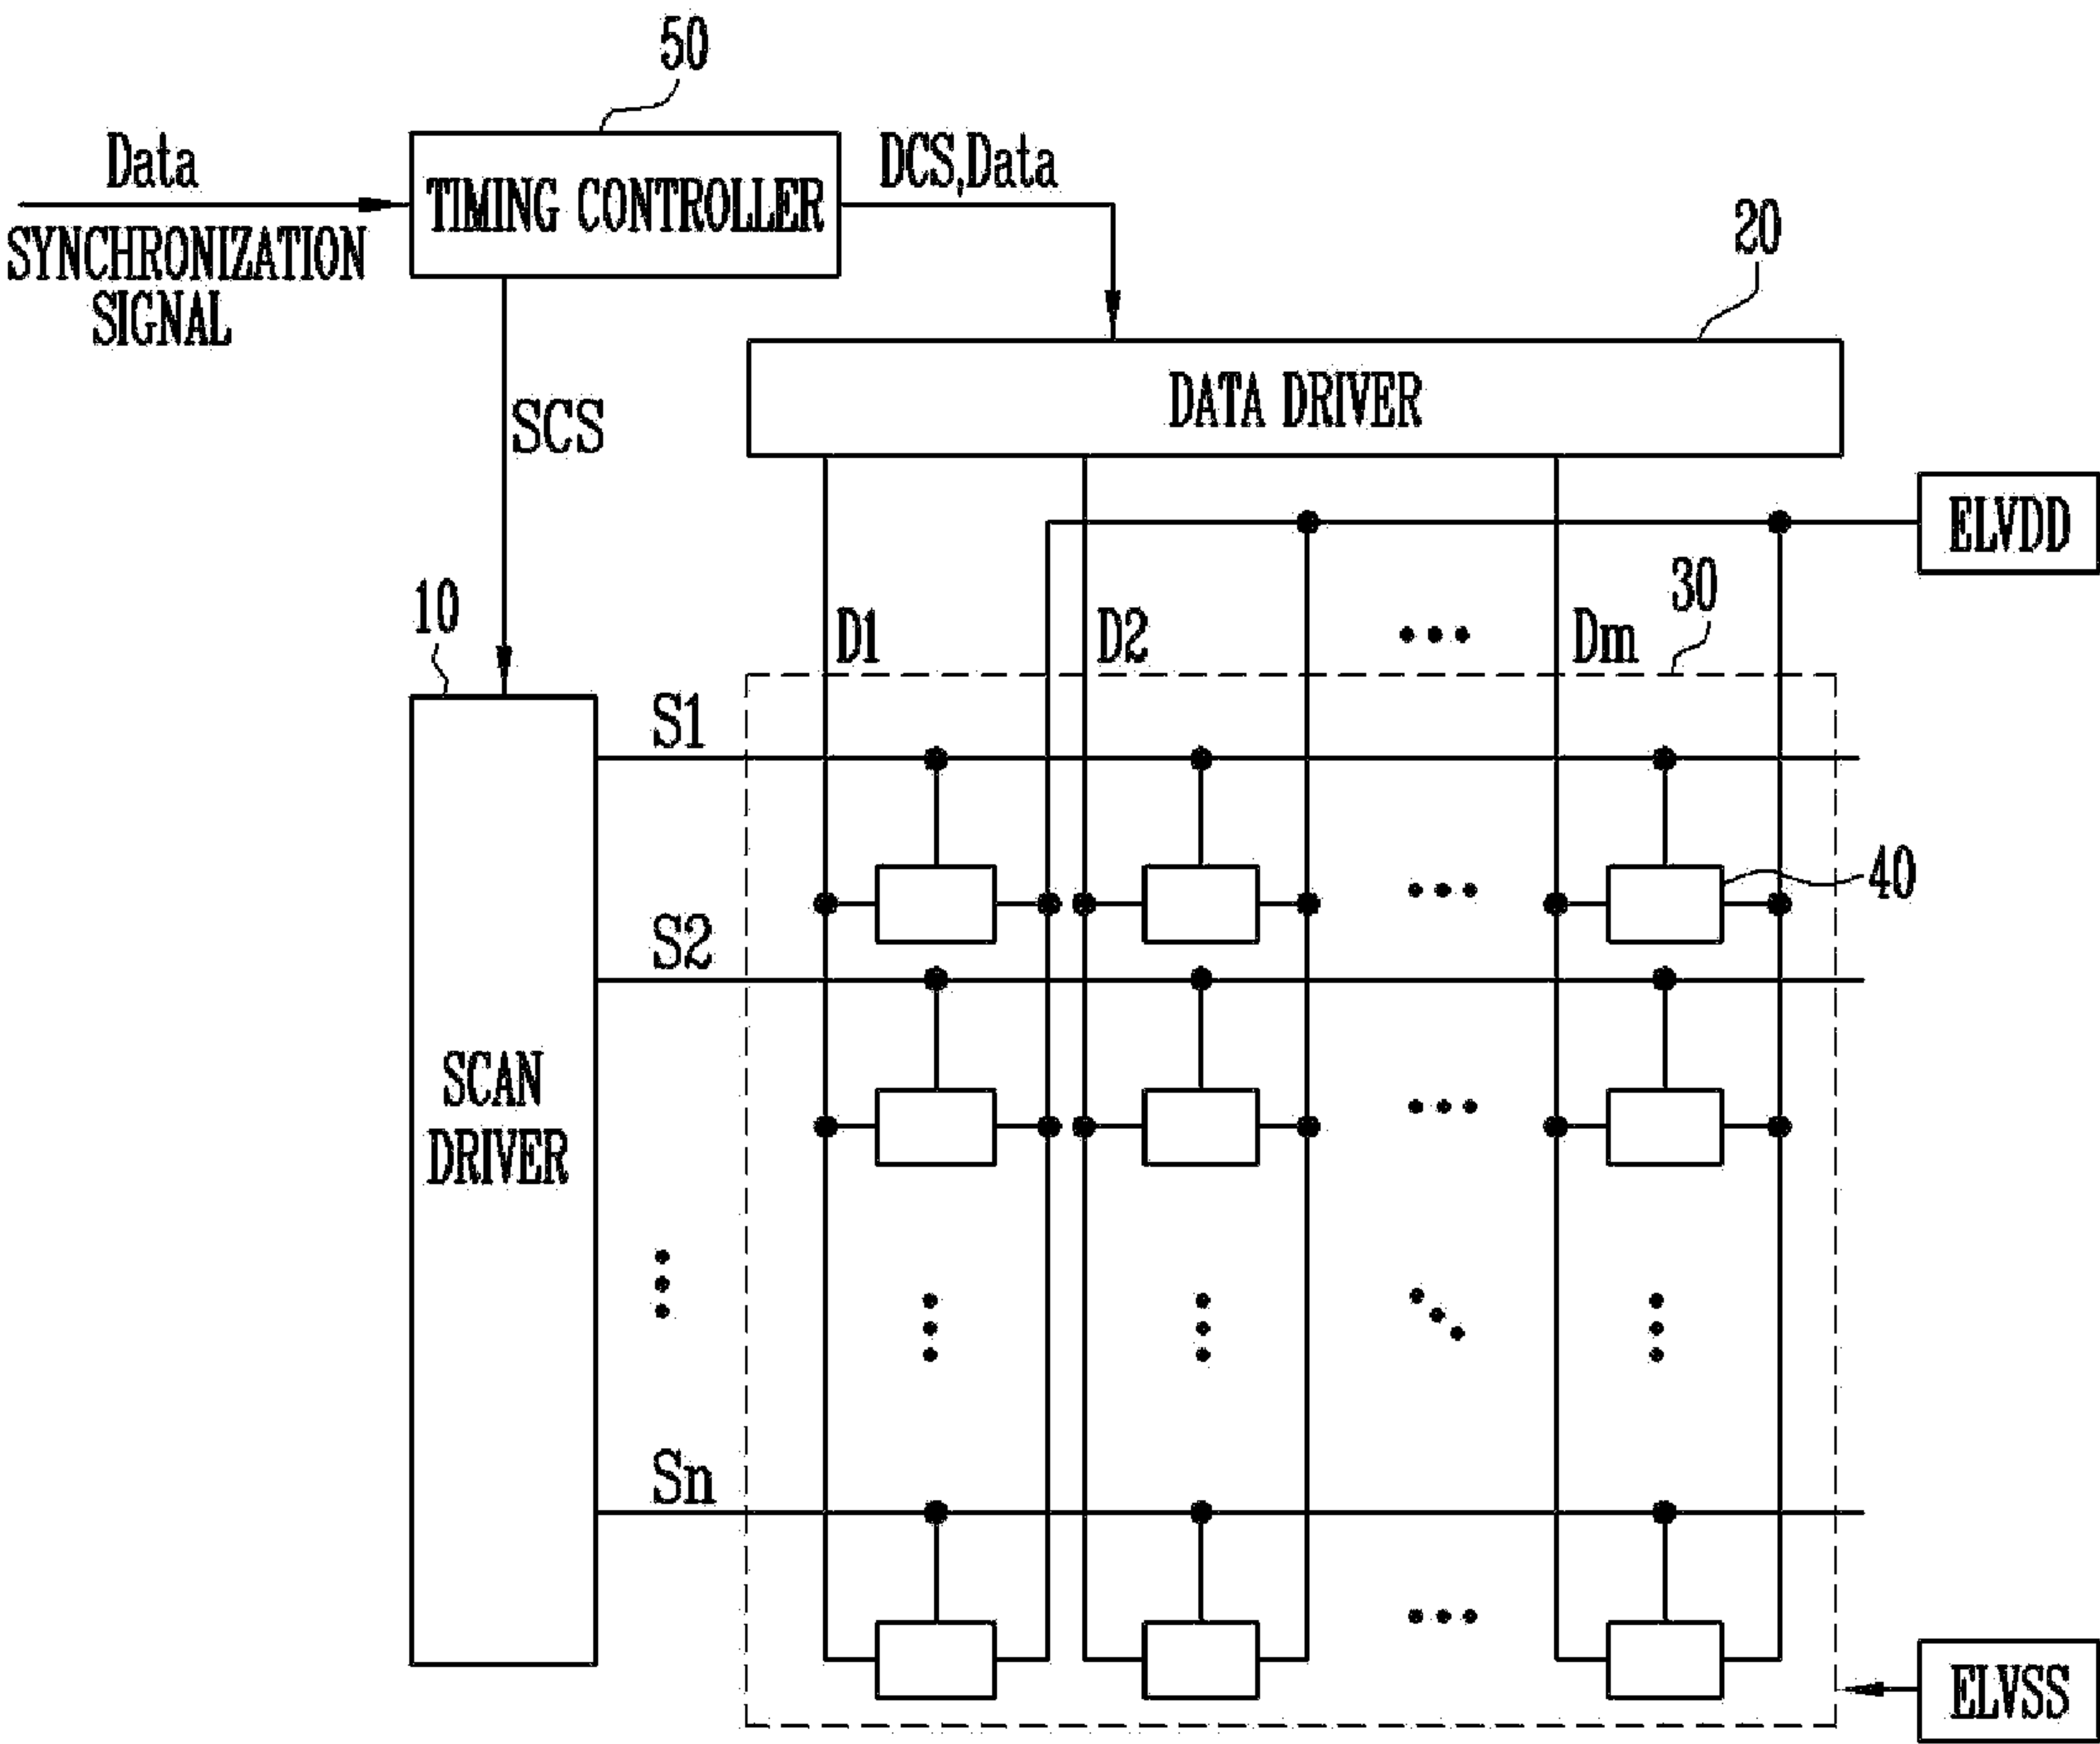 50
Data
SYNCHRONIZATION
SIGNAL
TIMING CONTROLLER
DCS,Data
20
DATA DRIVER
SCS
ELVDD
10
30
D1
D2
Dm
S1
40
S2
SCAN
DRIVER
Sn
ELVSS